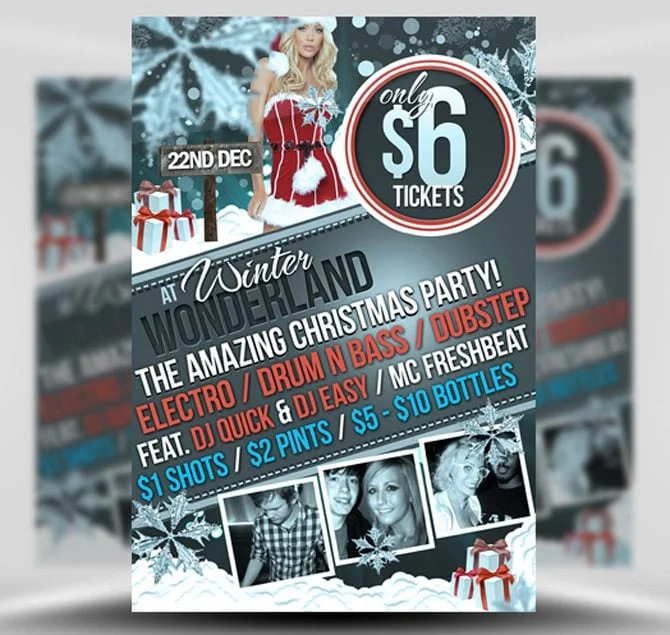 only
$6
TICKETS
22ND DEC
AT Winter
WONDERLAND
THE AMAZING CHRISTMAS PARTY!
ELECTRO / DRUM N BASS / DUBSTEP
FEAT. DJ QUICK & DJ EASY / MC FRESHBEAT
$1 SHOTS / $2 PINTS / $5 - $10 BOTTLES